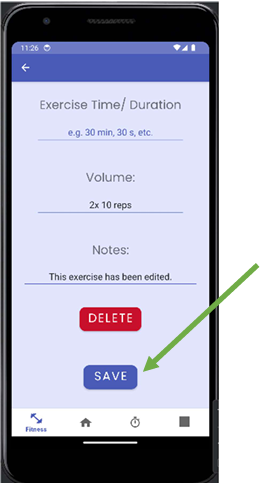 11:26
Exercise Time/ Duration
e.g. 30 min, 30 s, etc.
Volume:
2x 10 reps
Notes:
This exercise has been edited.
DELETE
SAVE
Fitness